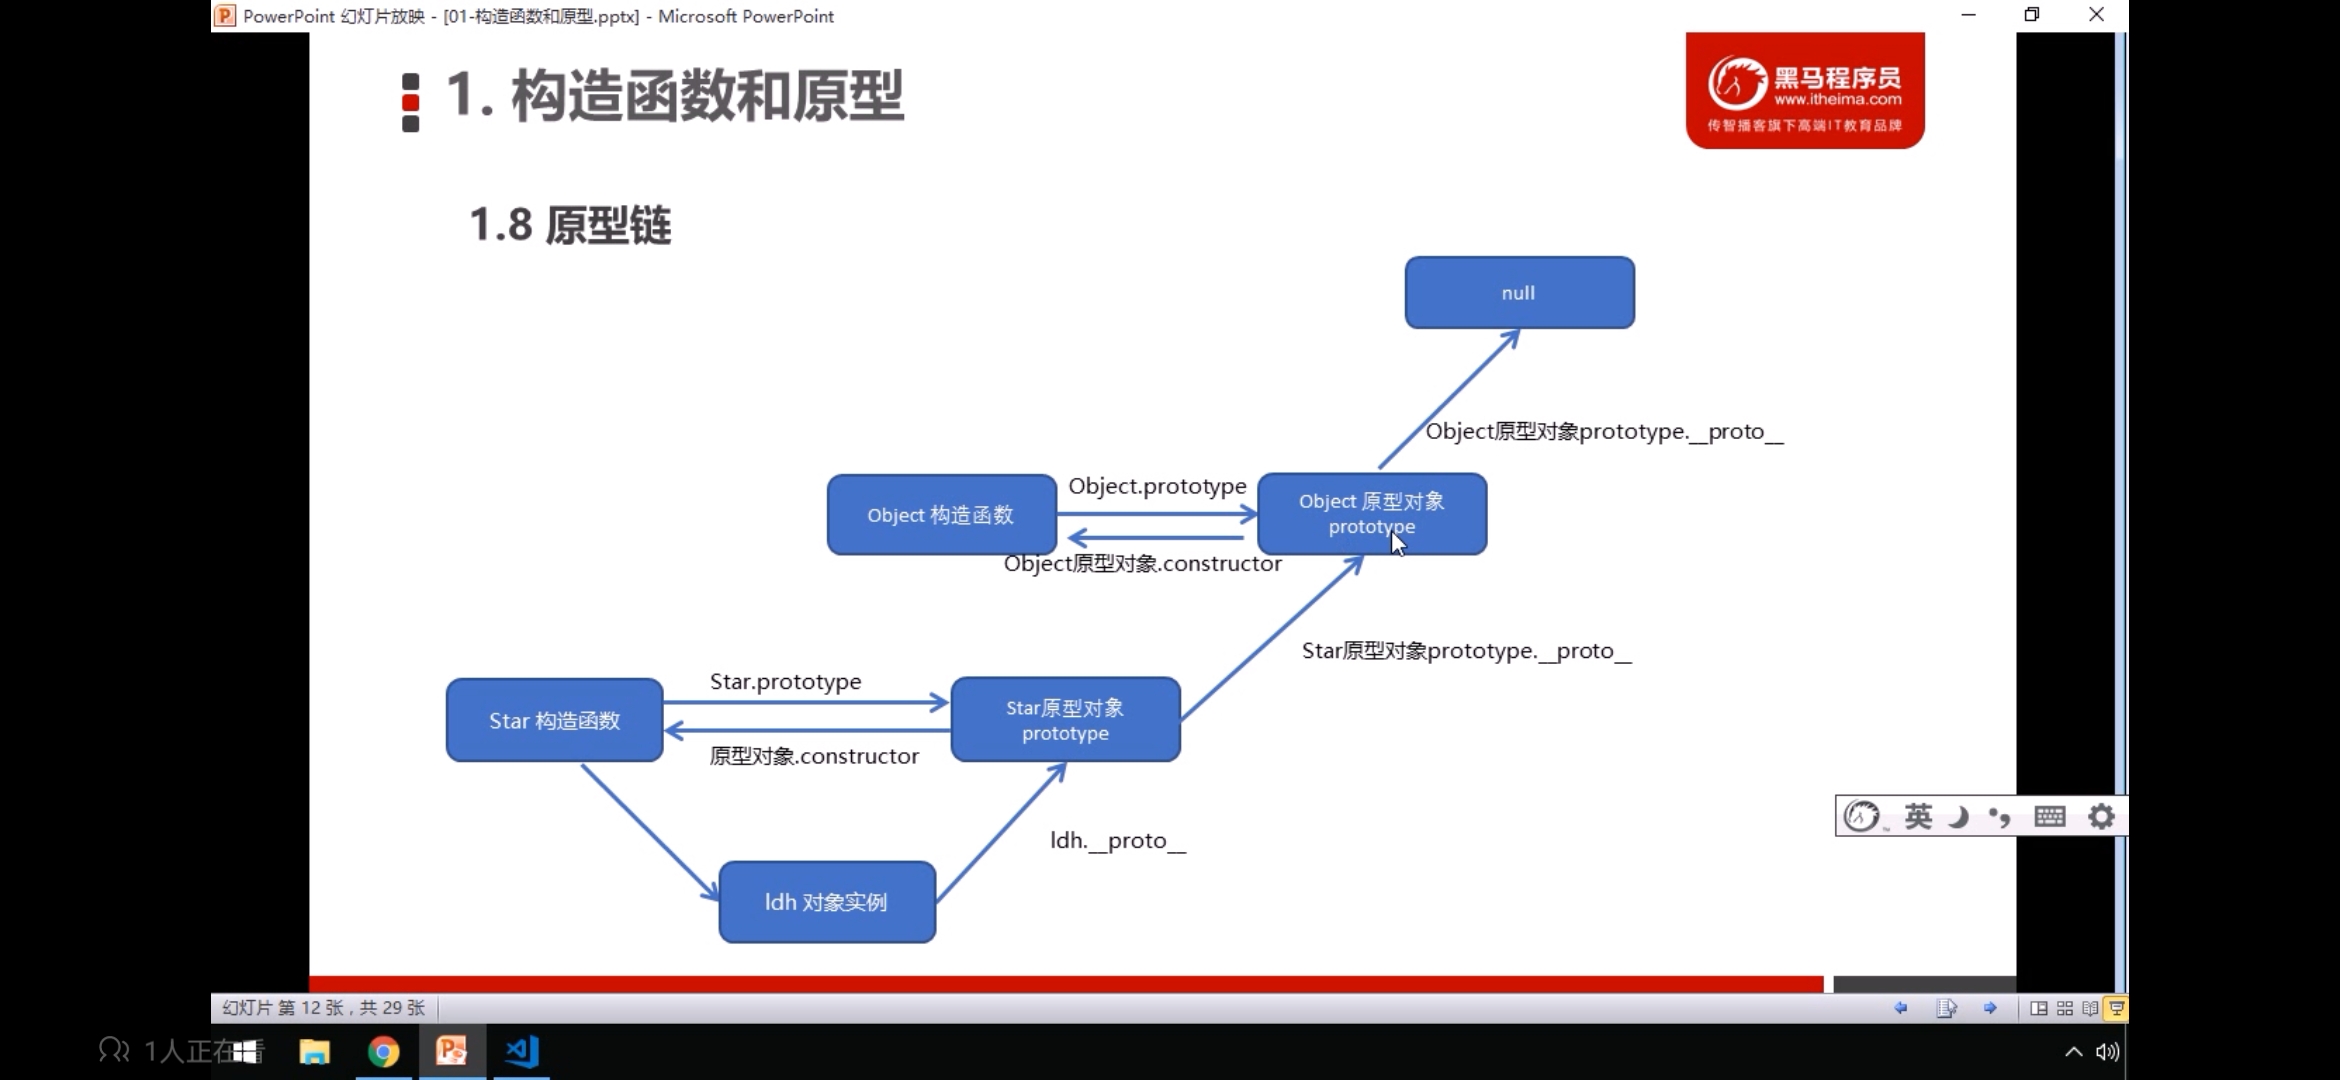 PowerPoint 幻灯片放映 - [01-构造函数和原型.pptx] - Microsoft PowerPoint
1. 构造函数和原型
黑马程序员
www.itheima.com
传智播客旗下高端IT教育品牌
1.8 原型链
null
Object原型对象prototype.__proto__
Object.prototype
Object 构造函数
Object 原型对象
prototype
Object原型对象.constructor
Star原型对象prototype.__proto__
Star.prototype
Star 构造函数
Star原型对象
prototype
原型对象.constructor
ldh.__proto__
ldh 对象实例
英
幻灯片 第 12 张，共 29 张
1人正在看